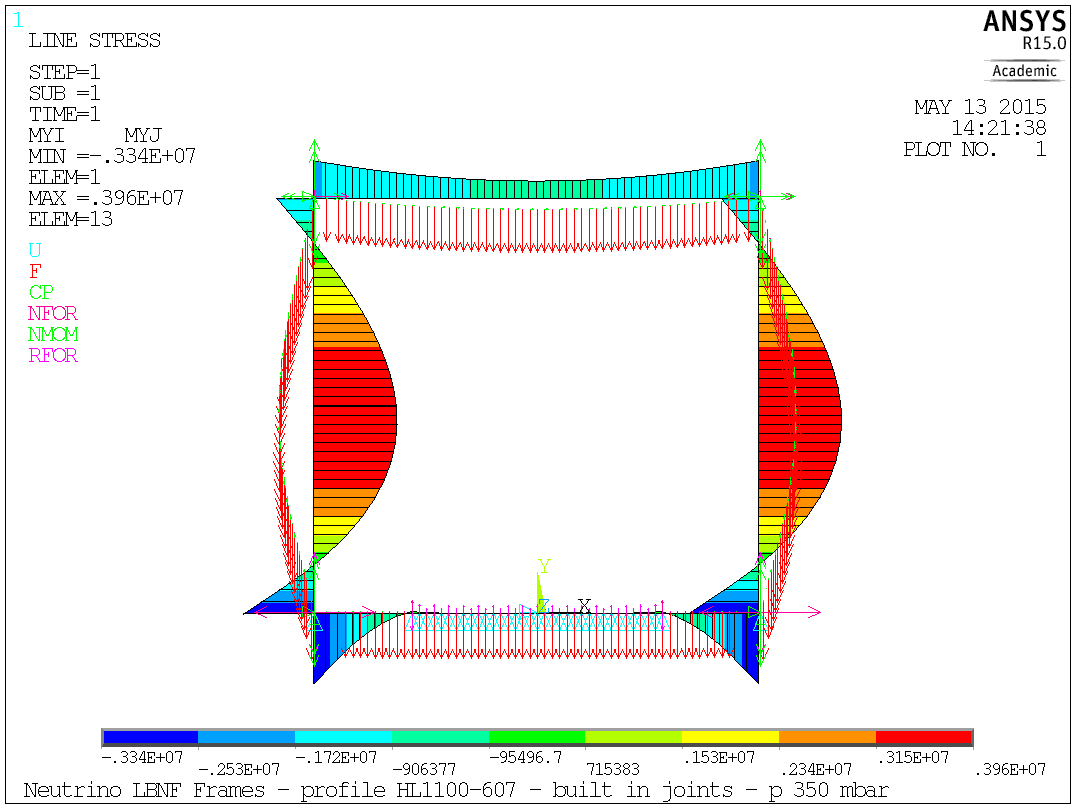 1
ANSYS
R15.0
Academic
LINE STRESS
STEP=1
SUB =1
TIME=1
MYI MYJ
MIN =-.334E+07
ELEM=1
MAX =.396E+07
ELEM=13
MAY 13 2015
14:21:38
PLOT NO. 1
U
F
CP
NFOR
NMOM
RFOR
Y
Z X
-.334E+07
-.253E+07
-.172E+07
-906377
-95496.7
715383
.153E+07
.234E+07
.315E+07
.396E+07
Neutrino LBNF Frames - profile HL1100-607 - built in joints - p 350 mbar